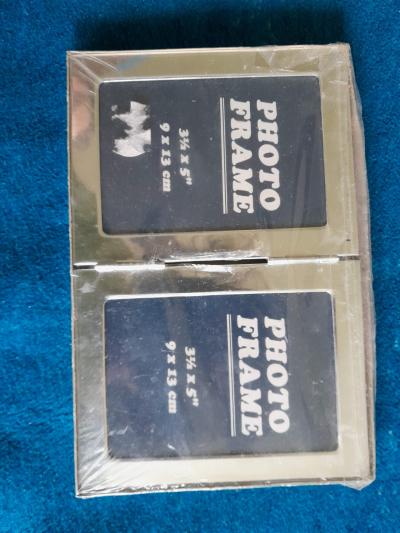 PHOTO
FRAME
3½ x 5"
9 x 13 cm
PHOTO
FRAME
3½ x 5"
9 x 13 cm